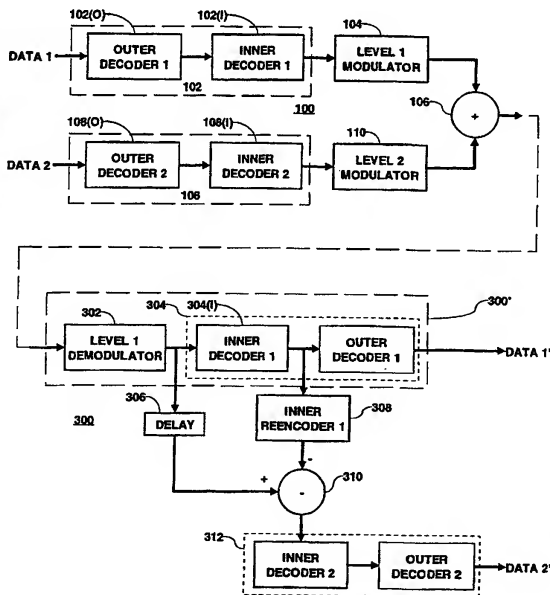 102(O)
102(I)
104
DATA 1
OUTER
DECODER 1
INNER
DECODER 1
LEVEL 1
MODULATOR
102
100
106
+
108(O)
108(I)
110
DATA 2
OUTER
DECODER 2
INNER
DECODER 2
LEVEL 2
MODULATOR
106
302
304
304(I)
300'
LEVEL 1
DEMODULATOR
INNER
DECODER 1
OUTER
DECODER 1
DATA 1'
306
300
DELAY
INNER
REENCODER 1
308
-
+
-
310
312
INNER
DECODER 2
OUTER
DECODER 2
DATA 2'